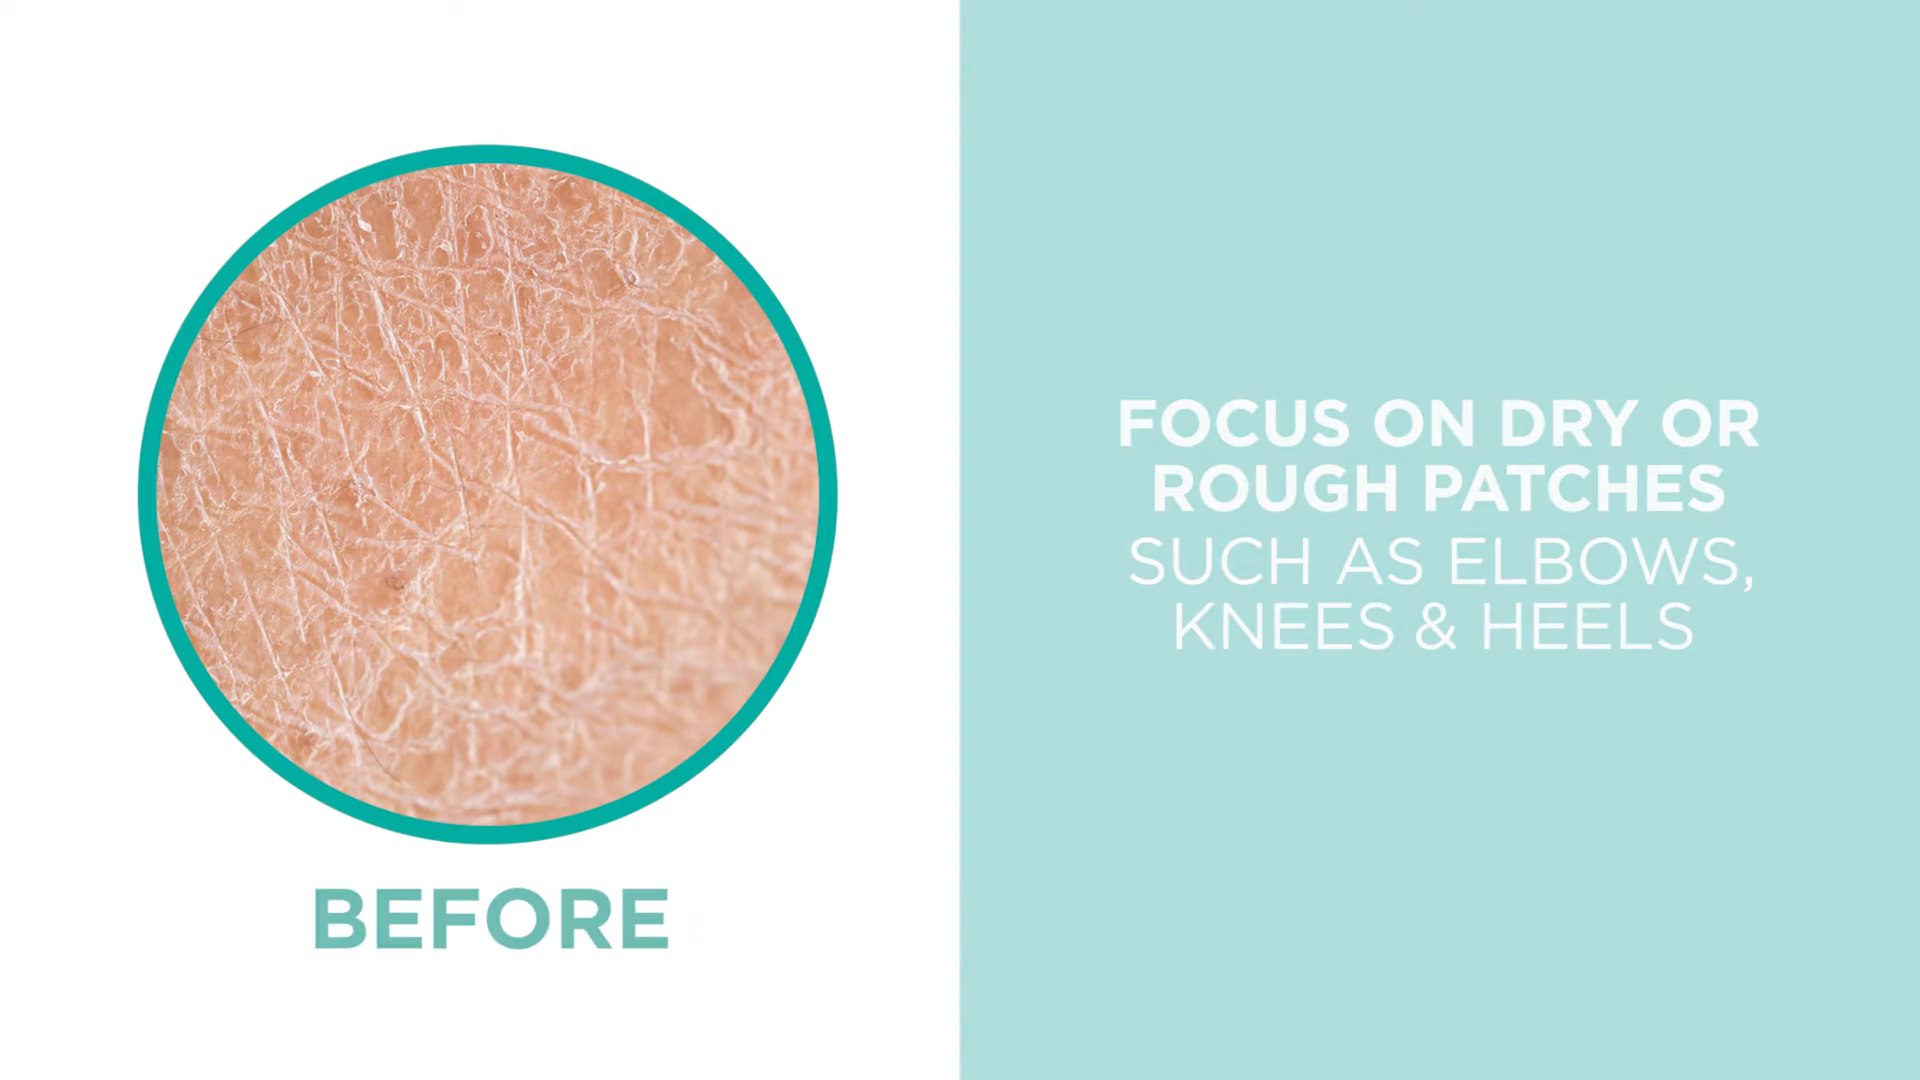 BEFORE
FOCUS ON DRY OR
ROUGH PATCHES
SUCH AS ELBOWS,
KNEES & HEELS